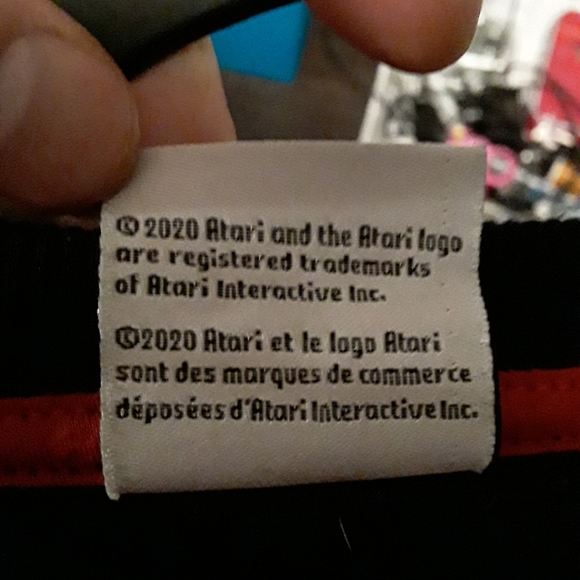 © 2020 Atari and the Atari logo
are registered trademarks
of Atari Interactive Inc.
©2020 Atari et le logo Atari
sont des marques de commerce
déposées d'Atari Interactive Inc.